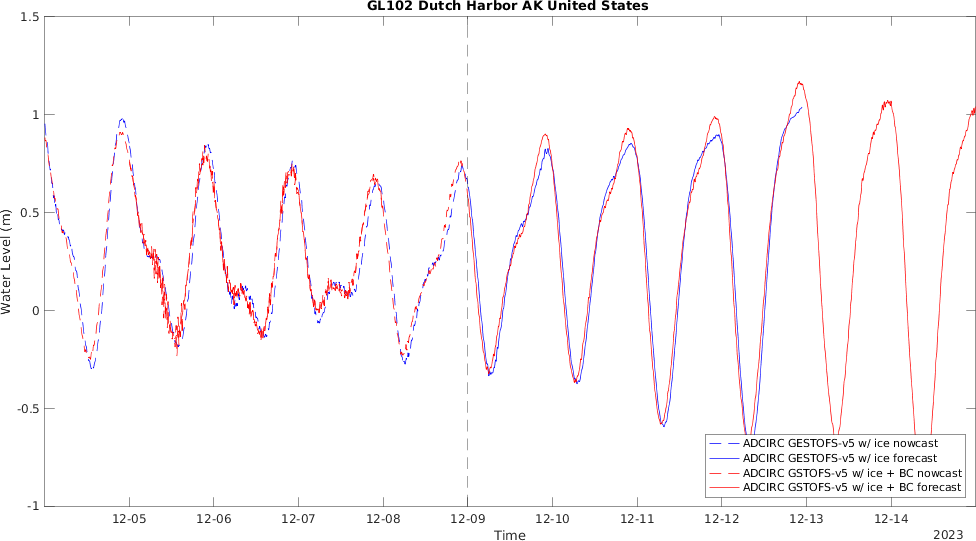 GL102 Dutch Harbor AK United States
1.5
1
0.5
0
-0.5
-1
Water Level (m)
ADCIRC GESTOFS-v5 w/ ice nowcast
ADCIRC GESTOFS-v5 w/ ice forecast
ADCIRC GSTOFS-v5 w/ ice + BC nowcast
ADCIRC GSTOFS-v5 w/ ice + BC forecast
12-05 12-06 12-07 12-08 12-09 12-10 12-11 12-12 12-13 12-14
Time
2023